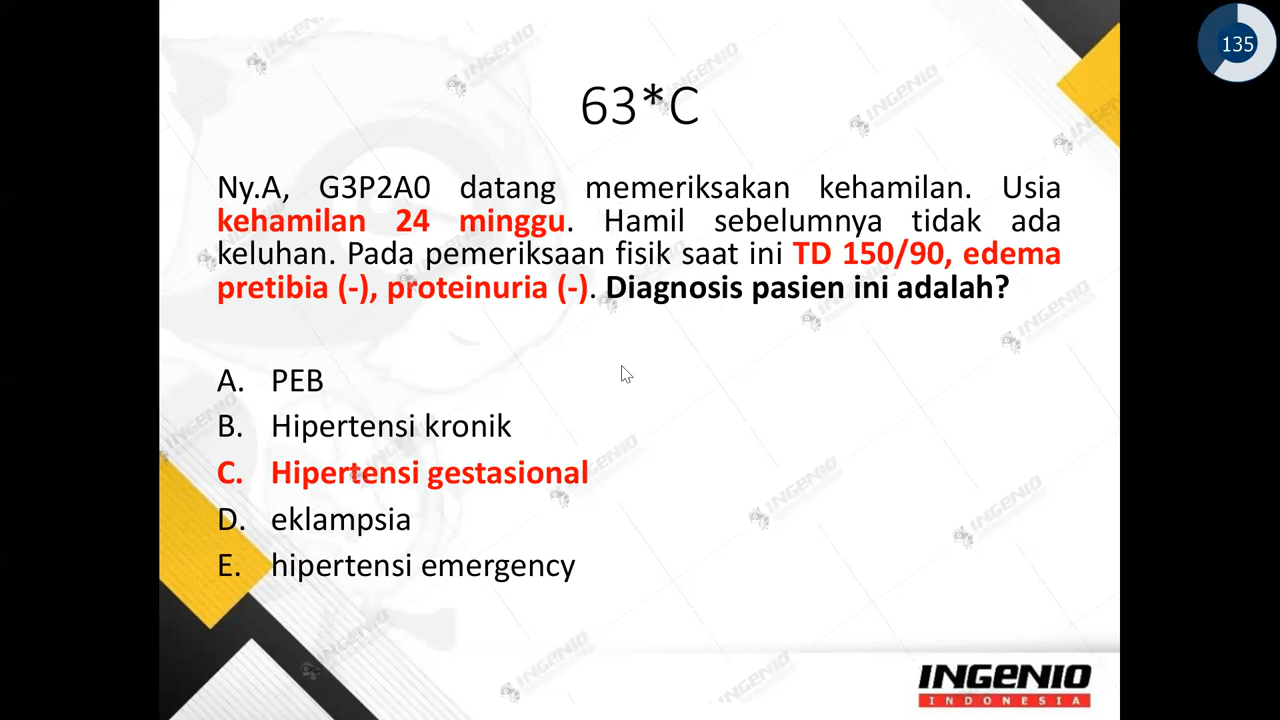 135
63*C
Ny.A, G3P2A0 datang memeriksakan kehamilan. Usia
kehamilan 24 minggu. Hamil sebelumnya tidak ada
keluhan. Pada pemeriksaan fisik saat ini TD 150/90, edema
pretibia (-), proteinuria (-). Diagnosis pasien ini adalah?
A. PEB
B. Hipertensi kronik
C. Hipertensi gestasional
D. eklampsia
E. hipertensi emergency
INGENIO
INDONESIA